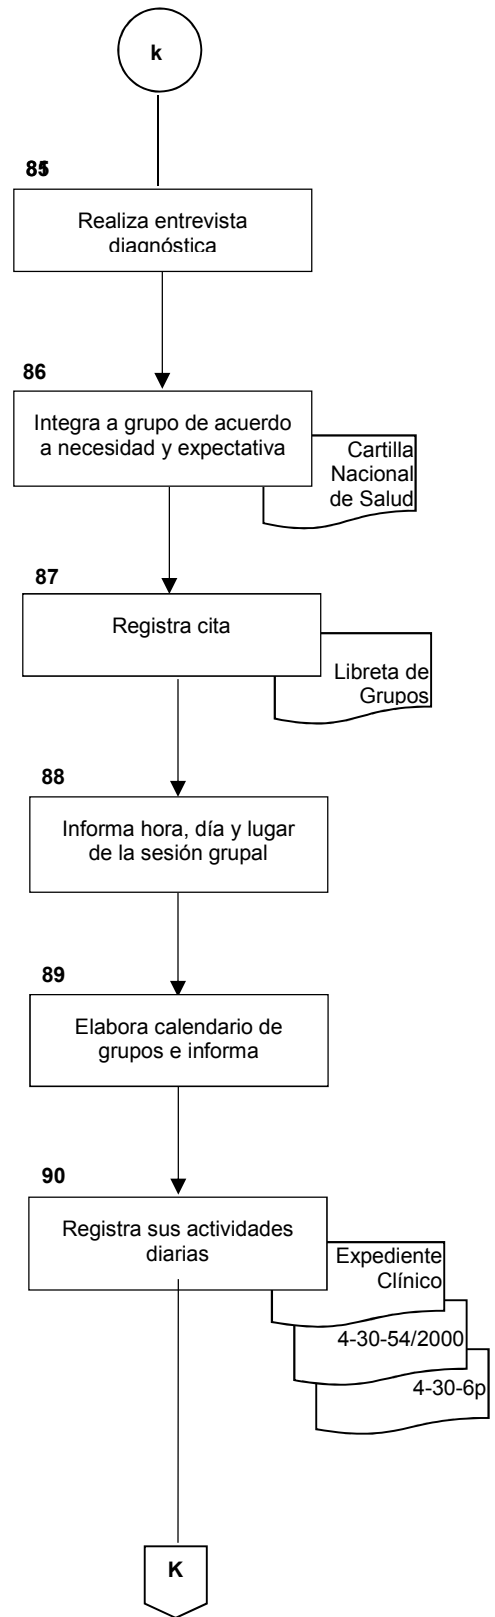 k
85
Realiza entrevista
diagnóstica
86
Integra a grupo de acuerdo
a necesidad y expectativa
Cartilla
Nacional
de Salud
87
Registra cita
Libreta de
Grupos
88
Informa hora, día y lugar
de la sesión grupal
89
Elabora calendario de
grupos e informa
90
Registra sus actividades
diarias
Expediente
Clínico
4-30-54/2000
4-30-6p
K